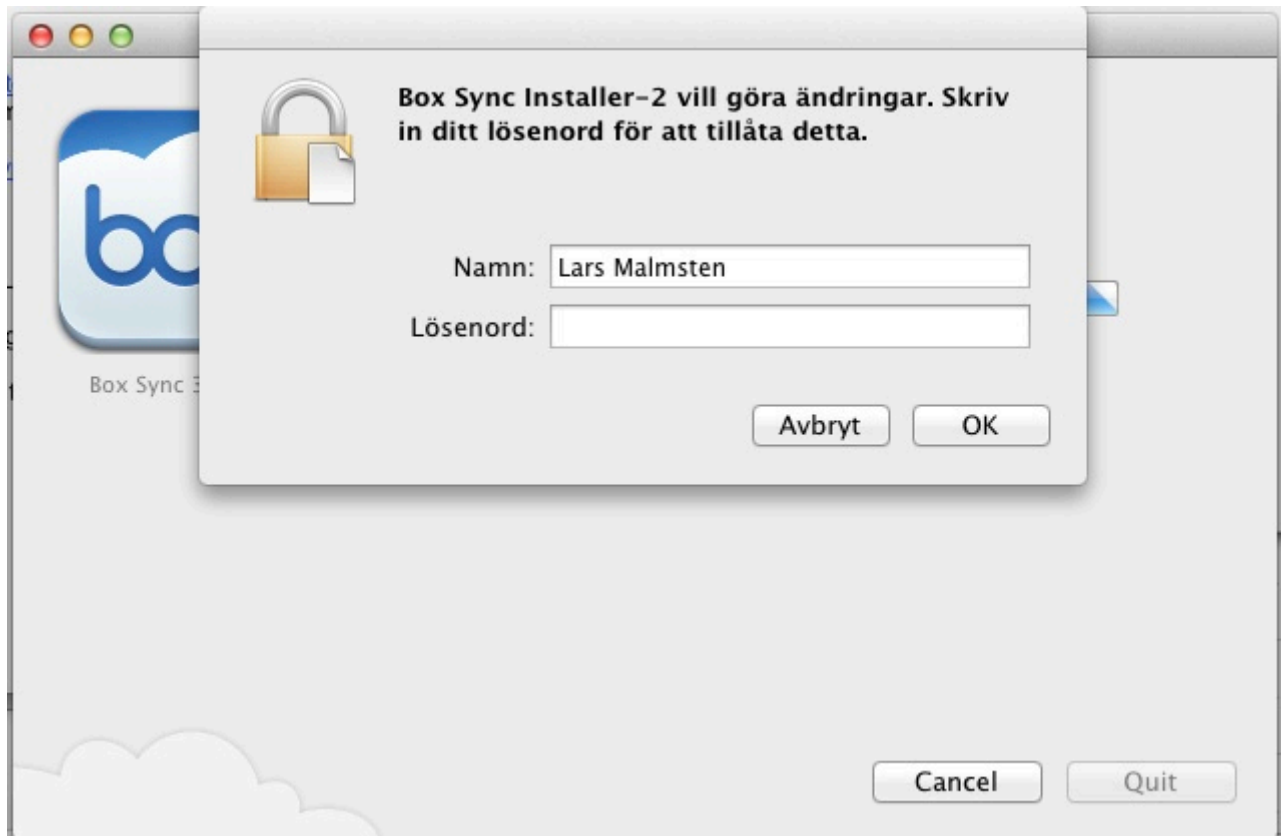 Box Sync Installer-2 vill göra ändringar. Skriv
in ditt lösenord för att tillåta detta.
Namn: Lars Malmsten
Lösenord:
Avbryt OK
Box Sync
Cancel Quit